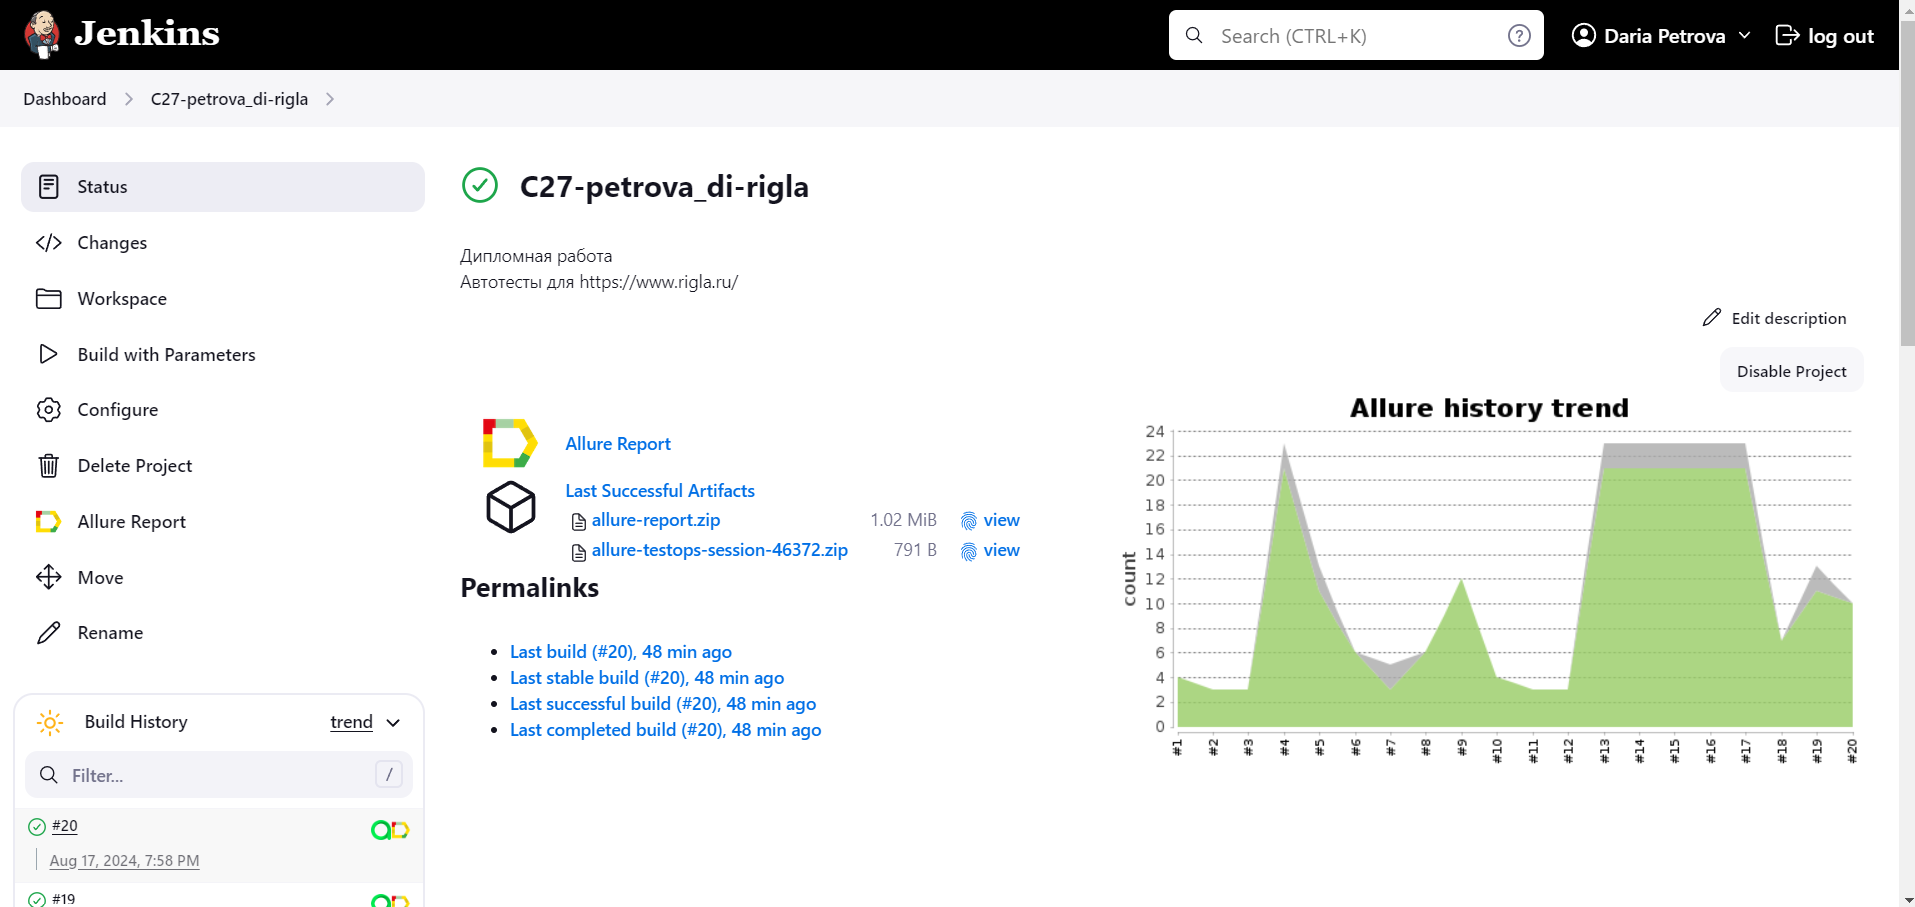 Jenkins
Search (CTRL+K)
?
Daria Petrova
log out
Dashboard
C27-petrova_di-rigla
Status
Changes
Workspace
Build with Parameters
Configure
Delete Project
Allure Report
Move
Rename
Build History
trend
Filter...
/
#20
Aug 17, 2024, 7:58 PM
#19
C27-petrova_di-rigla
Дипломная работа
Автотесты для https://www.rigla.ru/
Edit description
Disable Project
Allure Report
Last Successful Artifacts
allure-report.zip 1.02 MiB view
allure-testops-session-46372.zip 791 B view
Permalinks
Last build (#20), 48 min ago
Last stable build (#20), 48 min ago
Last successful build (#20), 48 min ago
Last completed build (#20), 48 min ago
Allure history trend
24
22
20
18
16
14
12
10
8
6
4
2
0
count
#1 #2 #3 #4 #5 #6 #7 #8 #9 #10 #11 #12 #13 #14 #15 #16 #17 #18 #19 #20